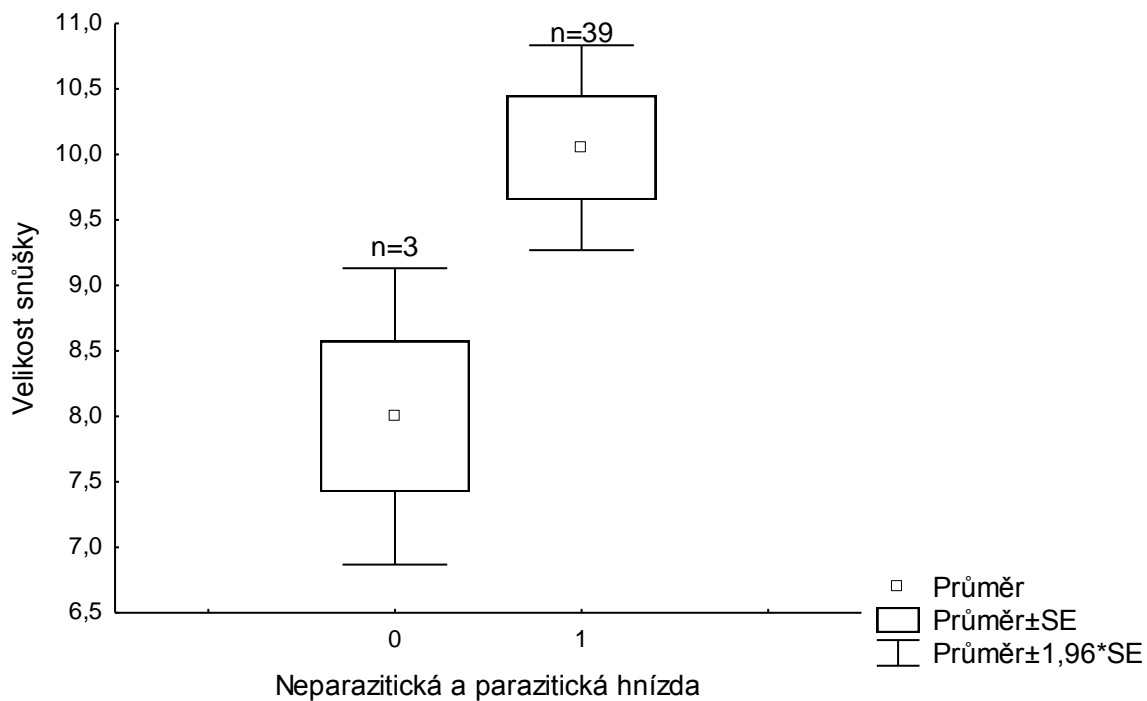 11,0
10,5
10,0
9,5
9,0
8,5
8,0
7,5
7,0
6,5
Velikost snůšky
n=3
n=39
0
1
Neparazitická a parazitická hnízda
Průměr
Průměr±SE
Průměr±1,96*SE